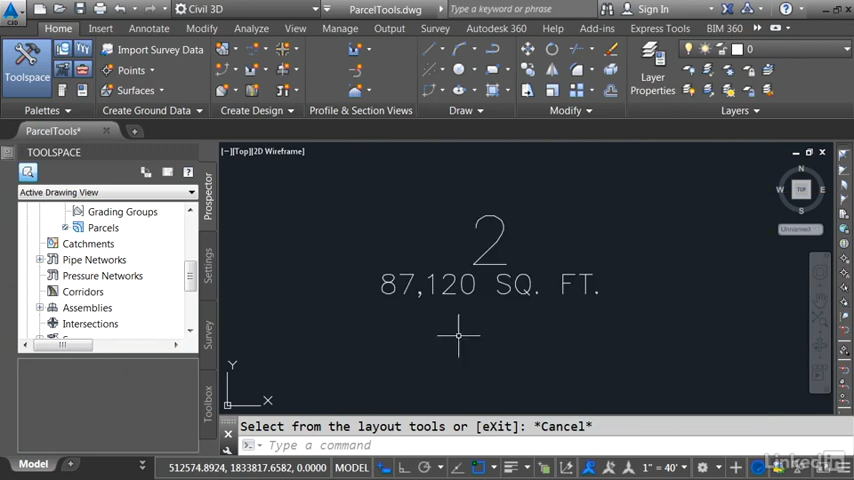 C3D
Civil 3D
ParcelTools.dwg
Type a keyword or phrase
Sign In
Home
Insert
Annotate
Modify
Analyze
View
Manage
Output
Survey
Autodesk 360
Help
Add-ins
Express Tools
BIM 360
Toolspace
Import Survey Data
Points
Surfaces
Layer
Properties
0
Palettes
Create Ground Data
Create Design
Profile & Section Views
Draw
Modify
Layers
ParcelTools*
TOOLSPACE
Active Drawing View
Grading Groups
Parcels
Catchments
Pipe Networks
Pressure Networks
Corridors
Assemblies
Intersections
Prospector
Settings
Survey
Toolbox
[−][Top][2D Wireframe]
N
W
TOP
E
S
Unnamed
2
87,120 SQ. FT.
Y
X
Select from the layout tools or [eXit]: *Cancel*
Type a command
Model
512574.8924, 1833817.6582, 0.0000
MODEL
1" = 40'
LinkedIn